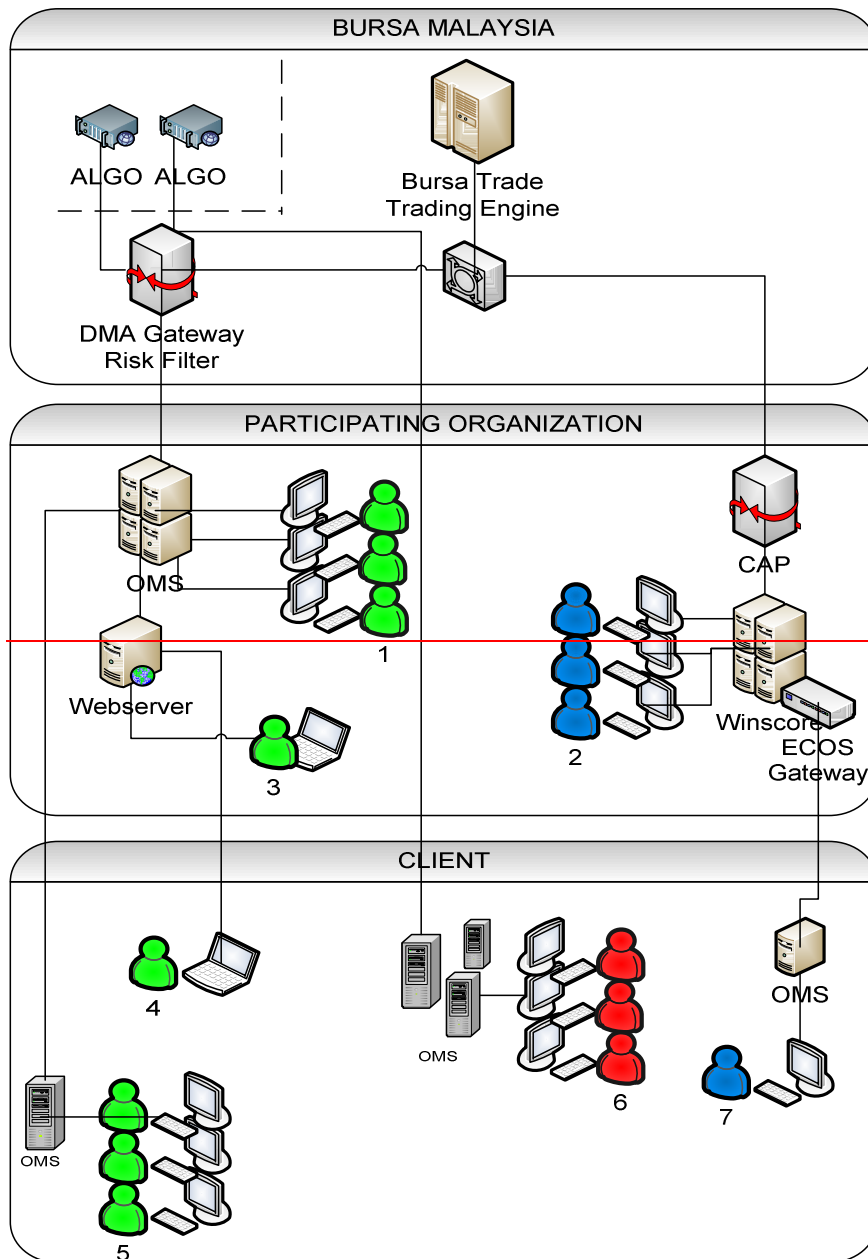 BURSA MALAYSIA
ALGO
ALGO
Bursa Trade
Trading Engine
DMA Gateway
Risk Filter
PARTICIPATING ORGANIZATION
OMS
CAP
1
Webserver
Winscore
ECOS
Gateway
2
3
CLIENT
4
OMS
OMS
6
7
OMS
5